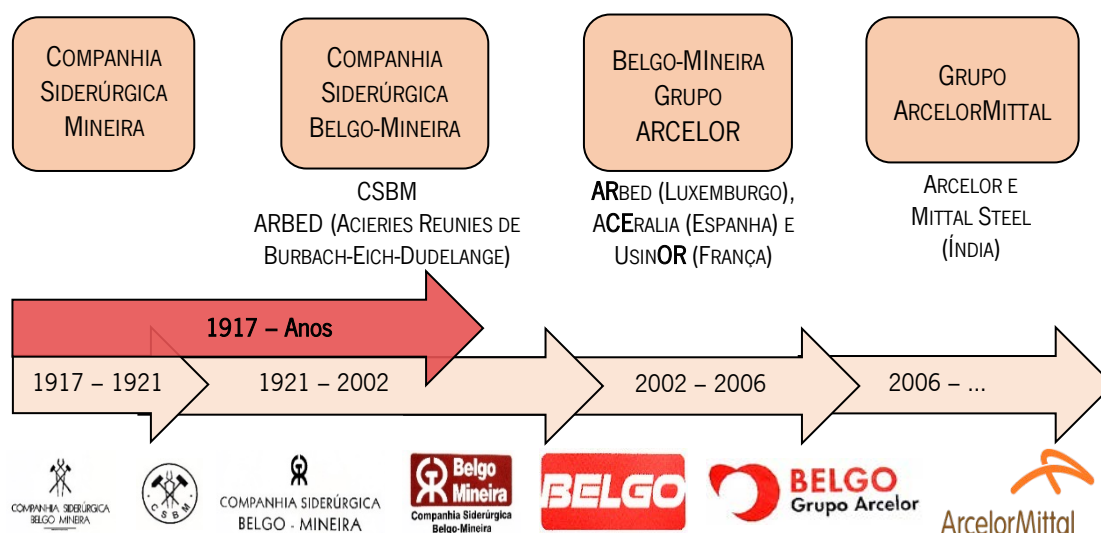 COMPANHIA
SIDERÚRGICA
MINEIRA
COMPANHIA
SIDERÚRGICA
BELGO-MINEIRA
BELGO-MINEIRA
GRUPO
ARCELOR
GRUPO
ARCELORMITTAL
CSBM
ARBED (ACIERIES REUNIES DE
BURBACH-EICH-DUDELANGE)
ARBED (LUXEMBURGO),
ACERALIA (ESPANHA) E
USINOR (FRANÇA)
ARCELOR E
MITTAL STEEL
(ÍNDIA)
1917 – Anos
1917 – 1921
1921 – 2002
2002 – 2006
2006 – ...
COMPANHIA SIDERÚRGICA
BELGO MINEIRA
CSBM
COMPANHIA SIDERÚRGICA
BELGO - MINEIRA
Belgo
Mineira
Companhia Siderúrgica
Belgo-Mineira
BELGO
BELGO
Grupo Arcelor
ArcelorMittal